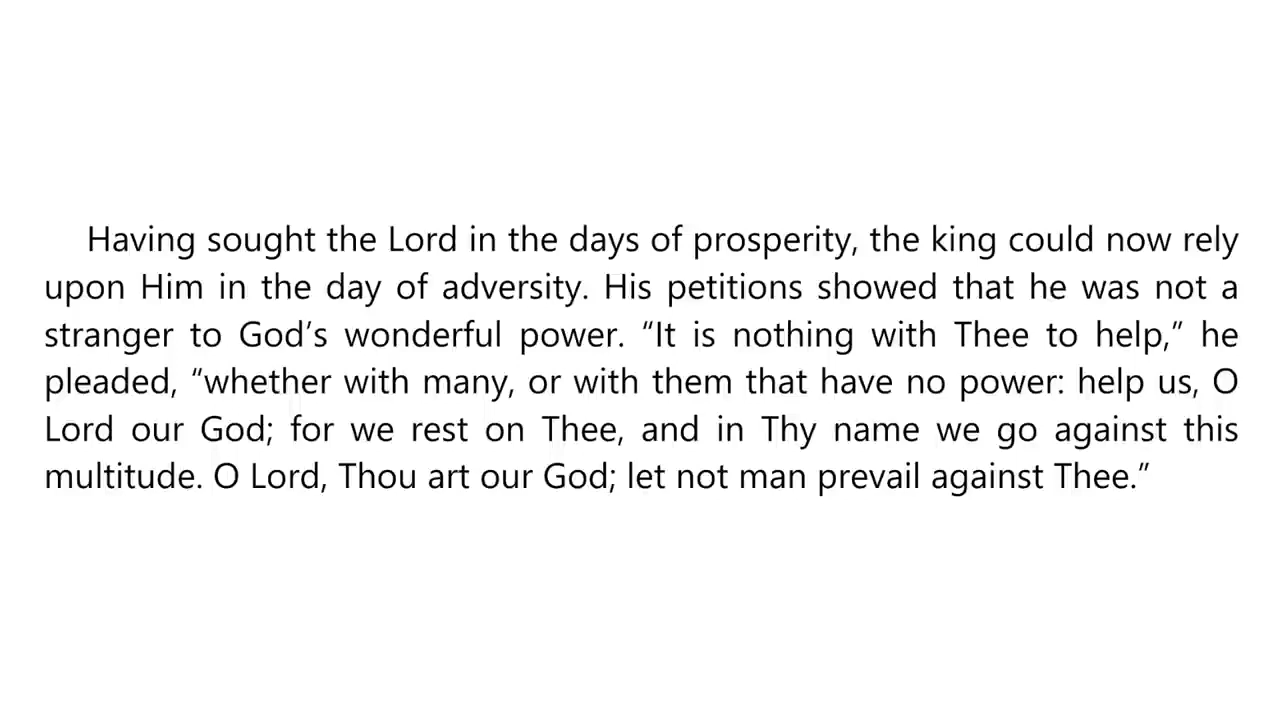 Having sought the Lord in the days of prosperity, the king could now rely
upon Him in the day of adversity. His petitions showed that he was not a
stranger to God’s wonderful power. “It is nothing with Thee to help,” he
pleaded, “whether with many, or with them that have no power: help us, O
Lord our God; for we rest on Thee, and in Thy name we go against this
multitude. O Lord, Thou art our God; let not man prevail against Thee.”